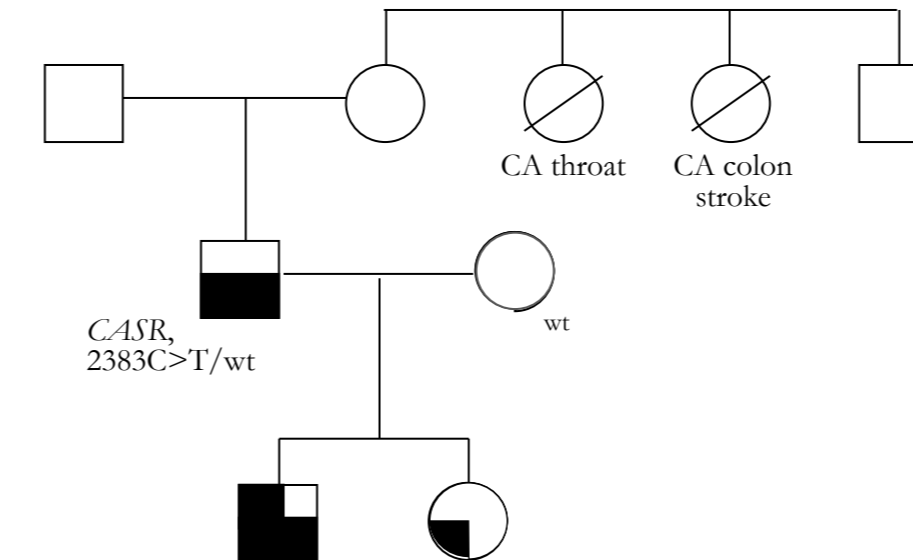 CA throat
CA colon
stroke
CASR,
2383C>T/wt
wt